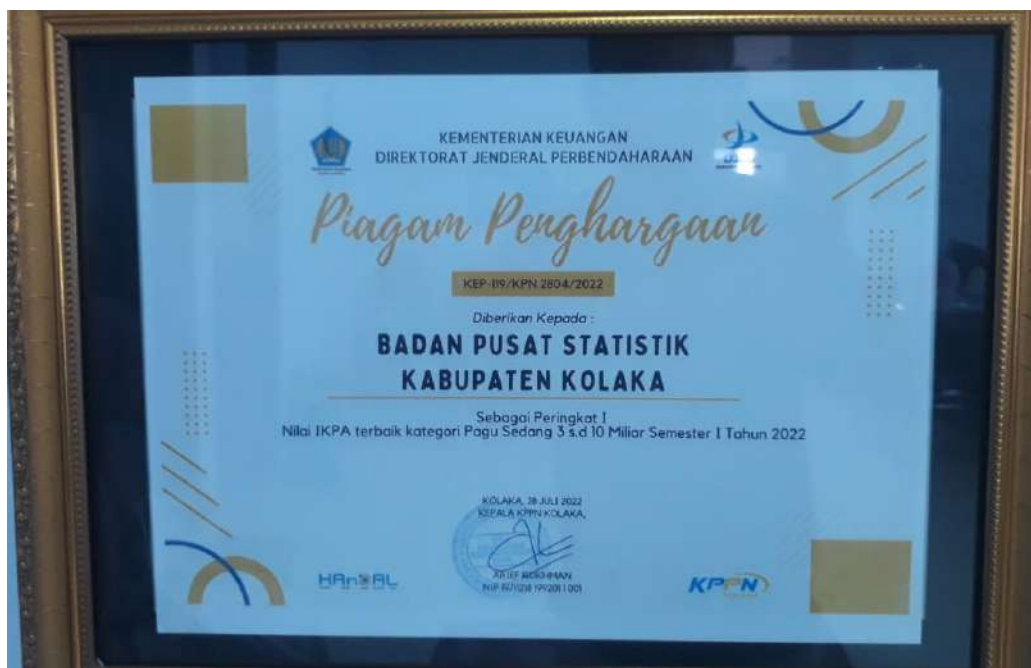 KEMENTERIAN KEUANGAN
DIREKTORAT JENDERAL PERBENDAHARAAN
Piagam Penghargaan
KEP-119/KPN.2804/2022
Diberikan Kepada :
BADAN PUSAT STATISTIK
KABUPATEN KOLAKA
Sebagai Peringkat I
Nilai IKPA terbaik kategori Pagu Sedang 3 s.d 10 Miliar Semester I Tahun 2022
KOLAKA, 28 JULI 2022
KEPALA KPPN KOLAKA,
NIP
HAnDAL
KPPN